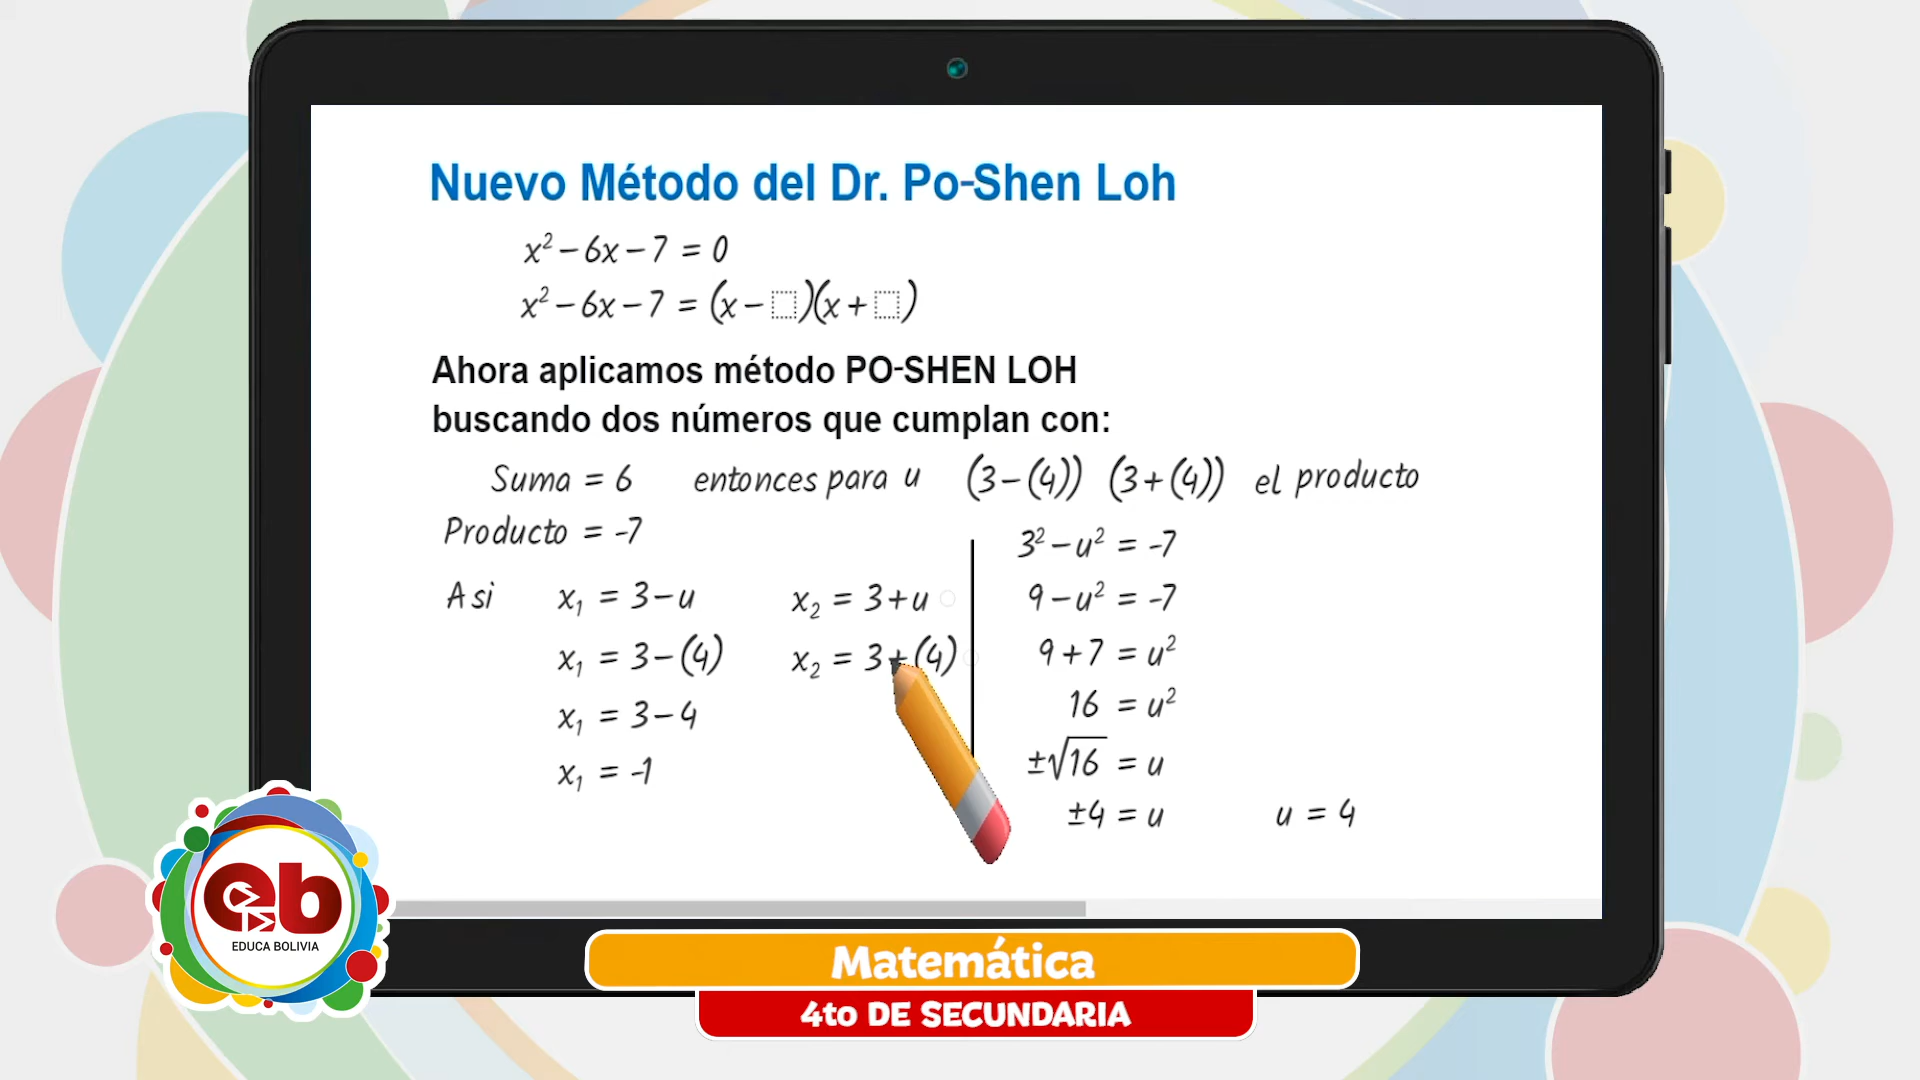 Nuevo Método del Dr. Po-Shen Loh
x² − 6x − 7 = 0
x² − 6x − 7 = (x − ⬚)(x + ⬚)
Ahora aplicamos método PO-SHEN LOH
buscando dos números que cumplan con:
Suma = 6 entonces para u (3 − (4)) (3 + (4)) el producto
Producto = -7
Asi x₁ = 3 − u x₂ = 3 + u
x₁ = 3 − (4) x₂ = 3 + (4)
x₁ = 3 − 4
x₁ = -1
3² − u² = -7
9 − u² = -7
9 + 7 = u²
16 = u²
±√16 = u
±4 = u u = 4
eb
EDUCA BOLIVIA
Matemática
4to DE SECUNDARIA